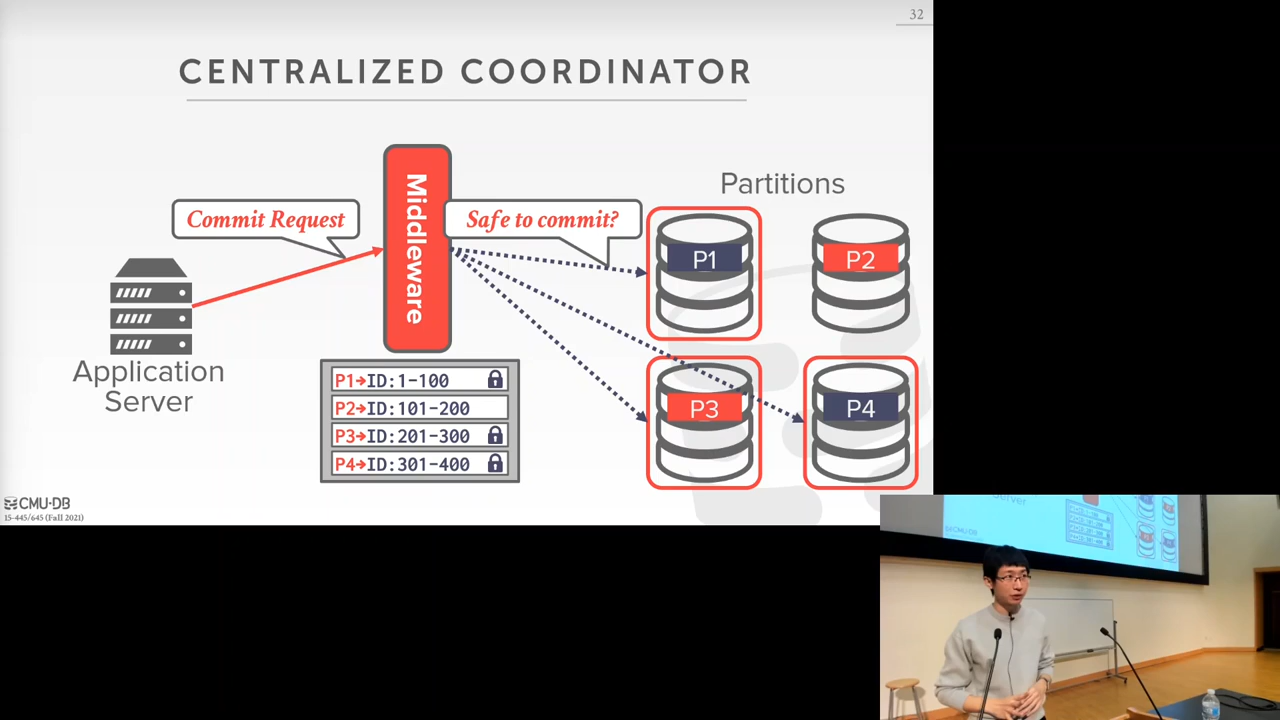 32
CENTRALIZED COORDINATOR
Partitions
Middleware
Commit Request
Safe to commit?
P1
P2
Application
Server
P1→ID:1-100
P2→ID:101-200
P3→ID:201-300
P4→ID:301-400
P3
P4
CMU·DB
15-445/645 (Fall 2021)